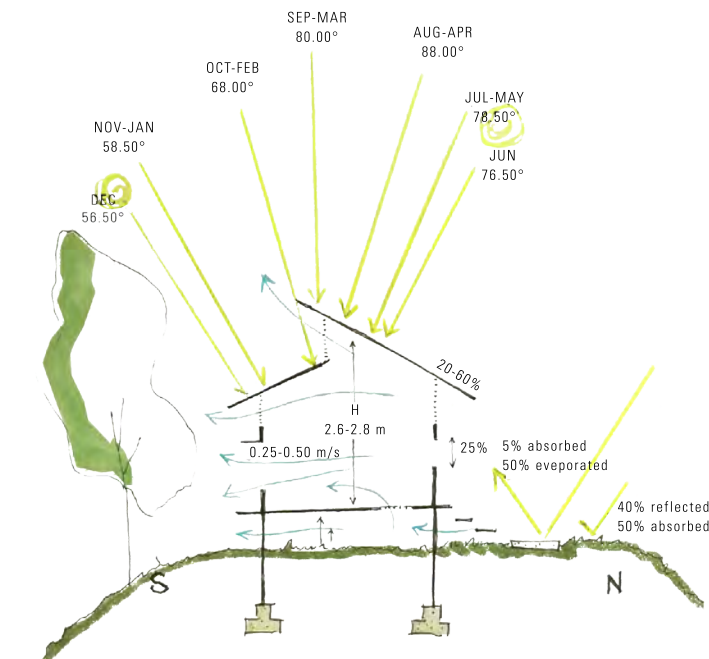 SEP-MAR
80.00°
AUG-APR
88.00°
OCT-FEB
68.00°
JUL-MAY
78.50°
NOV-JAN
58.50°
JUN
76.50°
DEC
56.50°
20-60%
H
2.6-2.8 m
0.25-0.50 m/s
25%
5% absorbed
50% eveporated
40% reflected
50% absorbed
S
N